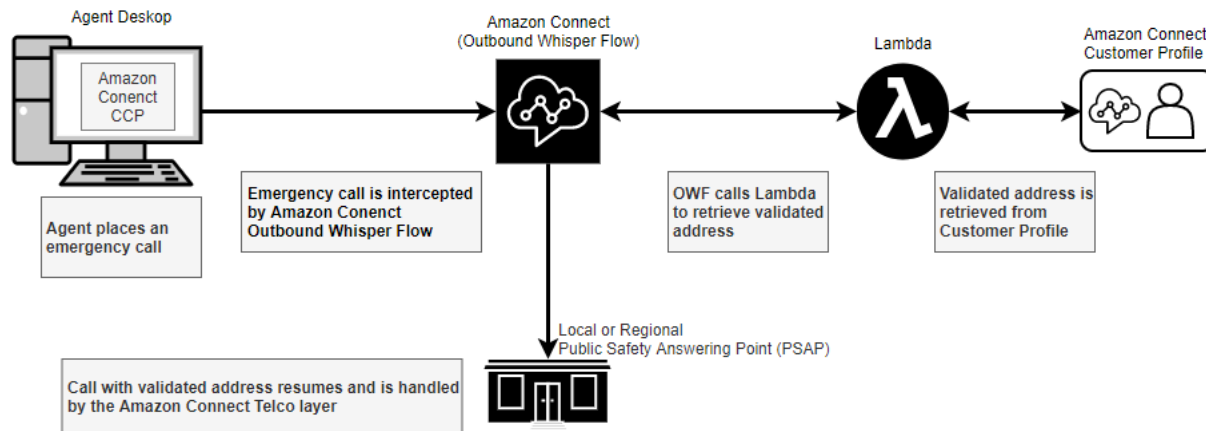 Agent Deskop
Amazon
Conenct
CCP
Amazon Connect
(Outbound Whisper Flow)
Lambda
Amazon Connect
Customer Profile
Agent places an
emergency call
Emergency call is intercepted
by Amazon Conenct
Outbound Whisper Flow
OWF calls Lambda
to retrieve validated
address
Validated address is
retrieved from
Customer Profile
Local or Regional
Public Safety Answering Point (PSAP)
Call with validated address resumes and is handled
by the Amazon Connect Telco layer